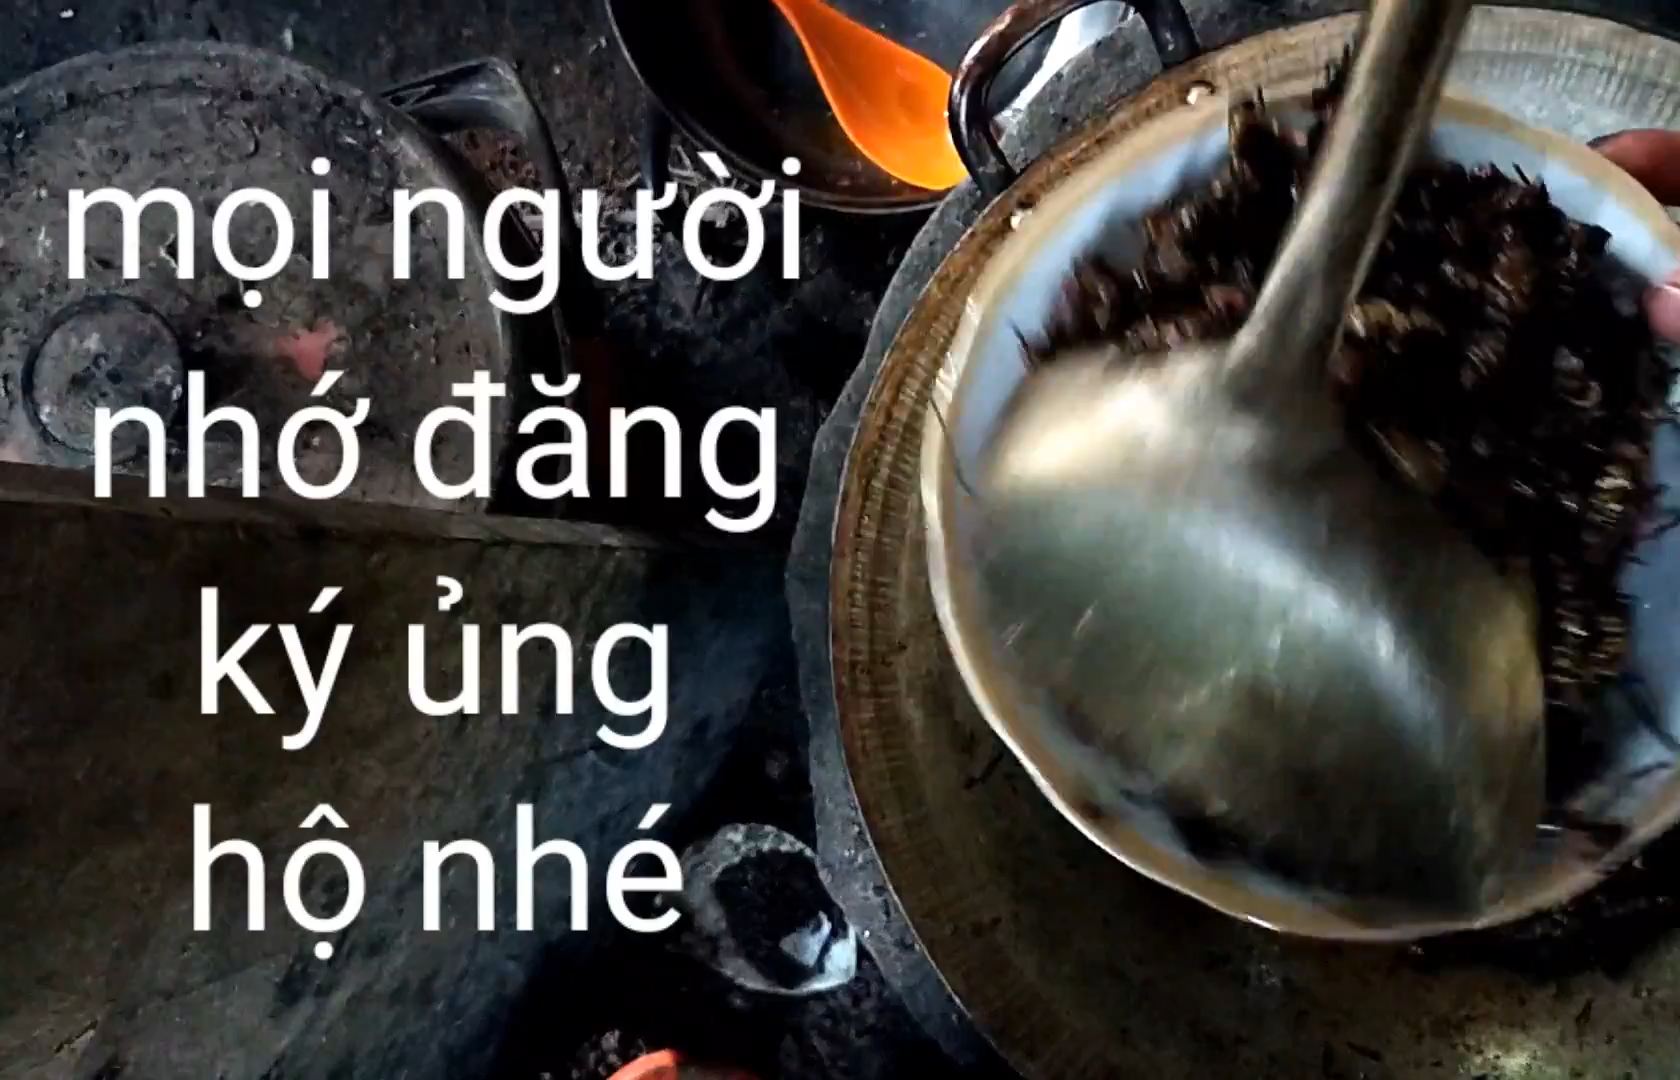 mọi người
nhớ đăng
ký ủng
hộ nhé